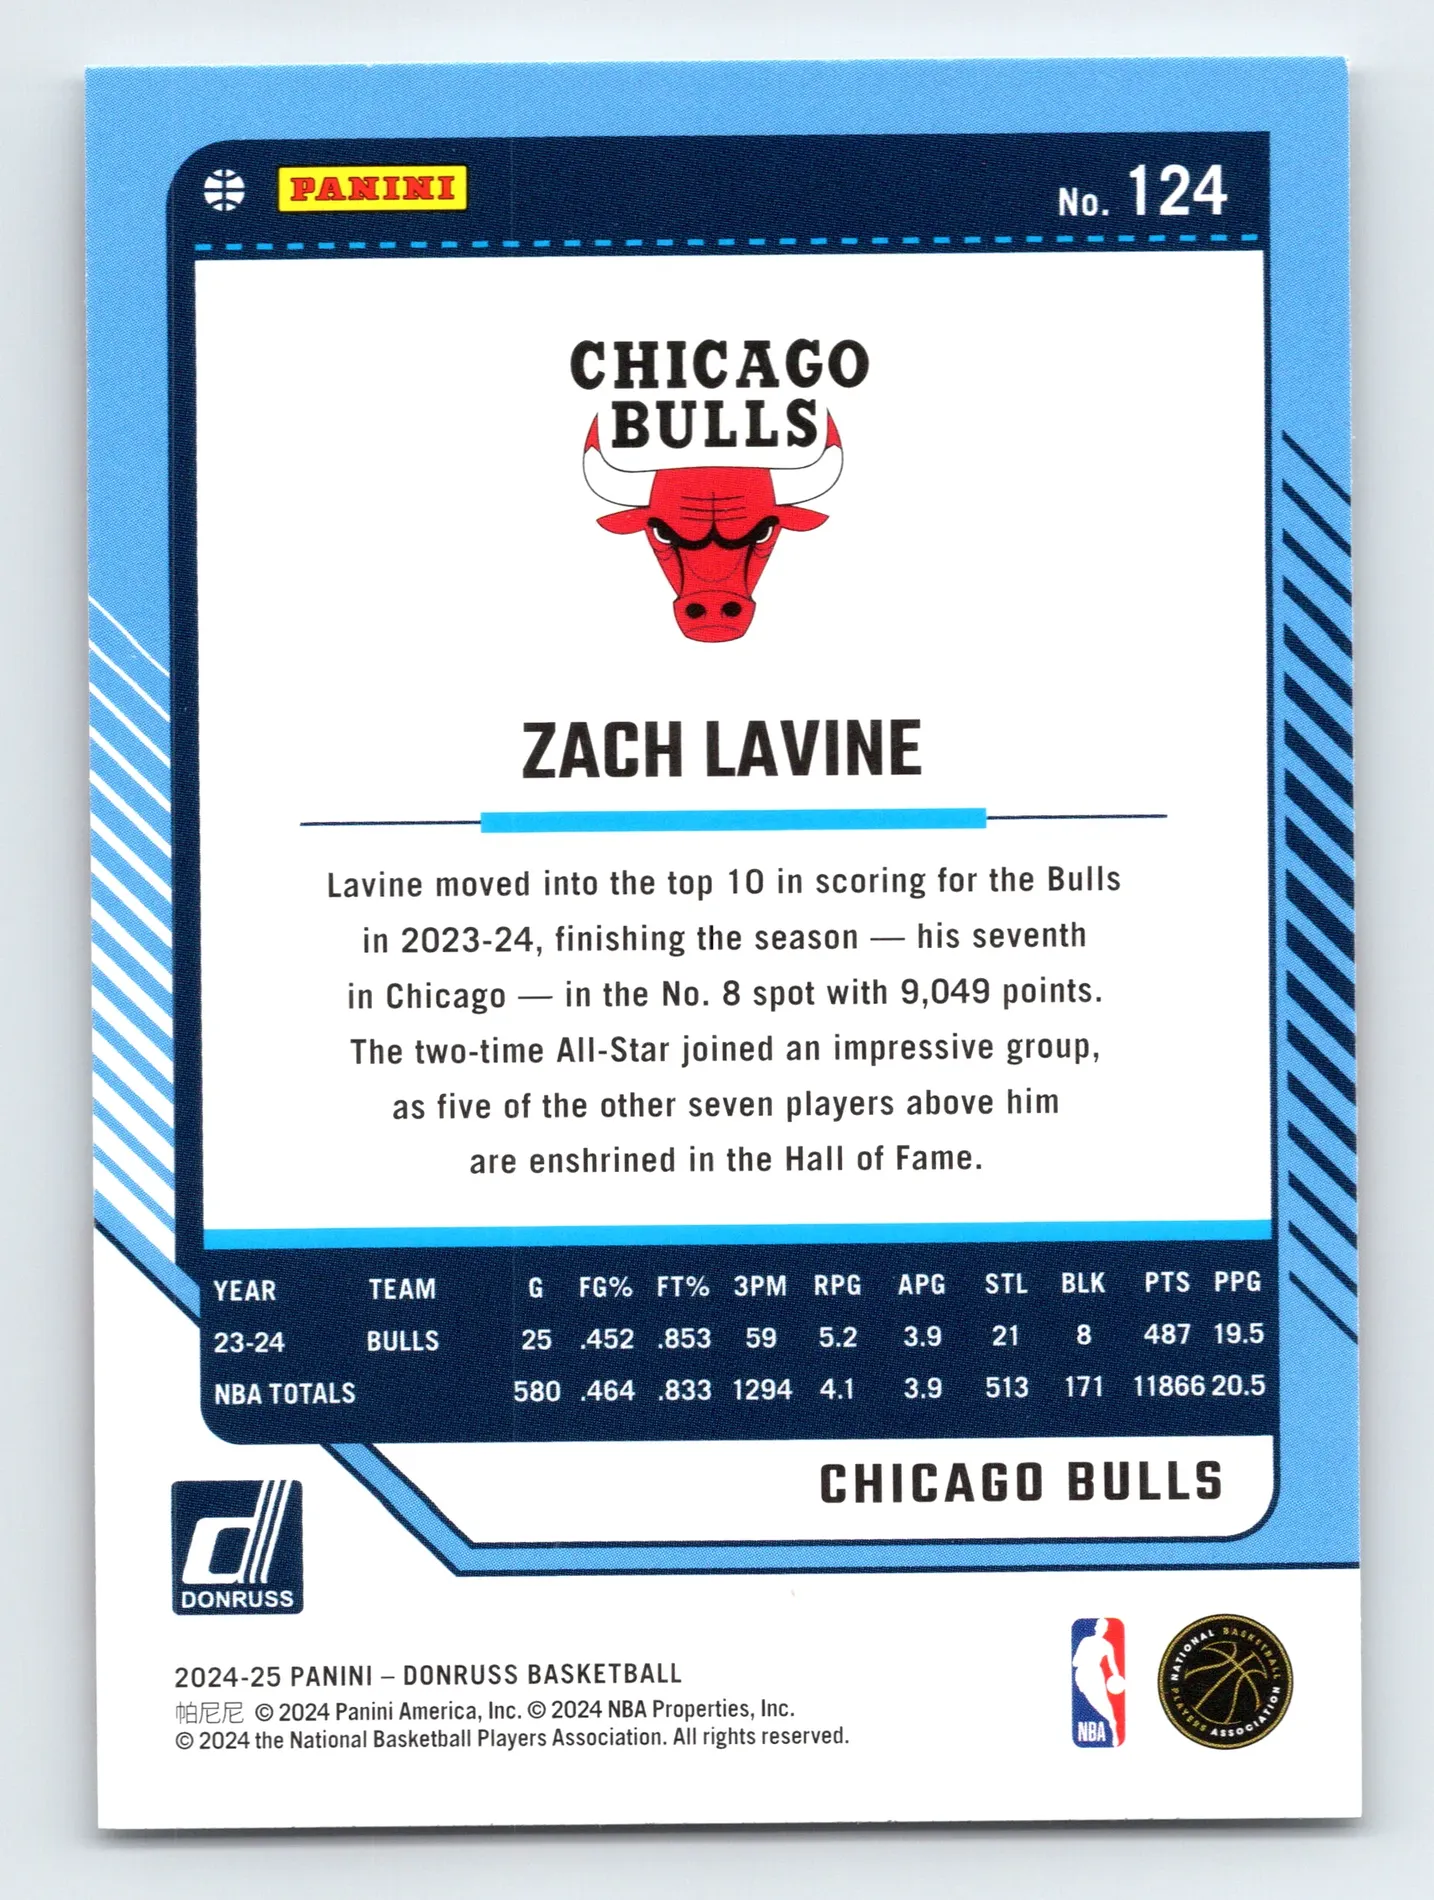 PANINI
No. 124
CHICAGO
BULLS
ZACH LAVINE
Lavine moved into the top 10 in scoring for the Bulls
in 2023-24, finishing the season — his seventh
in Chicago — in the No. 8 spot with 9,049 points.
The two-time All-Star joined an impressive group,
as five of the other seven players above him
are enshrined in the Hall of Fame.
YEAR TEAM G FG% FT% 3PM RPG APG STL BLK PTS PPG
23-24 BULLS 25 .452 .853 59 5.2 3.9 21 8 487 19.5
NBA TOTALS 580 .464 .833 1294 4.1 3.9 513 171 11866 20.5
CHICAGO BULLS
d
DONRUSS
2024-25 PANINI – DONRUSS BASKETBALL
帕尼尼 © 2024 Panini America, Inc. © 2024 NBA Properties, Inc.
© 2024 the National Basketball Players Association. All rights reserved.
NBA
NATIONAL BASKETBALL PLAYERS ASSOCIATION